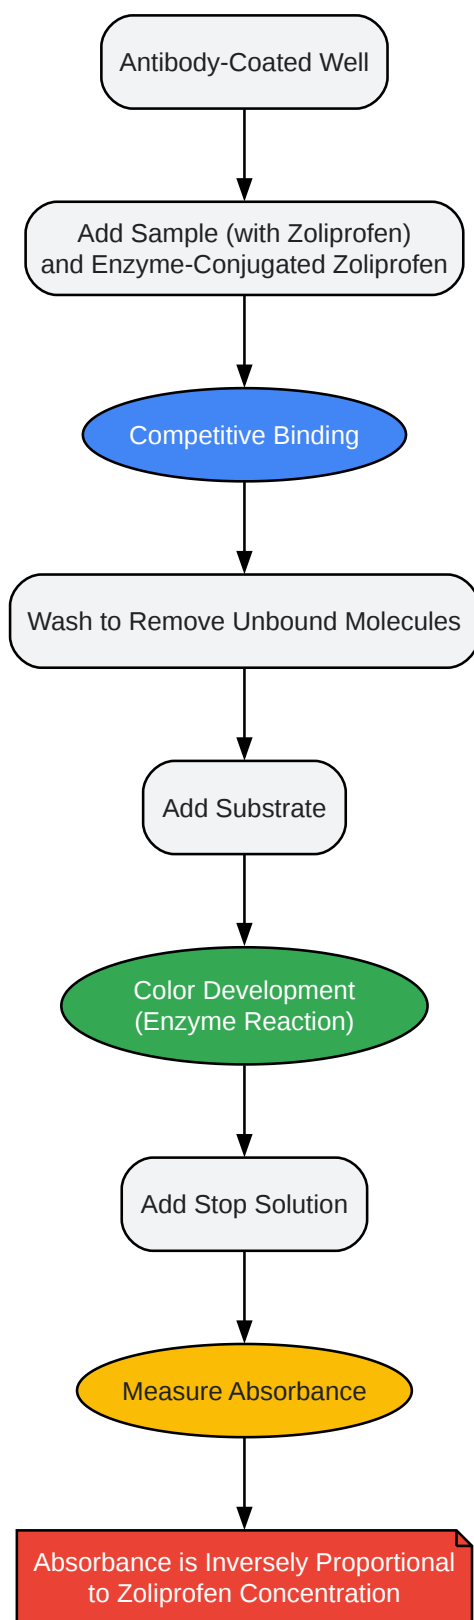 Antibody-Coated Well
Add Sample (with Zoliprofen)
and Enzyme-Conjugated Zoliprofen
Competitive Binding
Wash to Remove Unbound Molecules
Add Substrate
Color Development
(Enzyme Reaction)
Add Stop Solution
Measure Absorbance
Absorbance is Inversely Proportional
to Zoliprofen Concentration